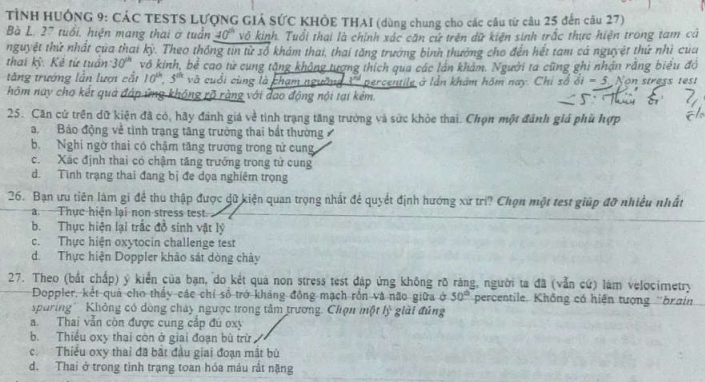 TÌNH HUỐNG 9: CÁC TESTS LƯỢNG GIÁ SỨC KHỎE THAI (dùng chung cho các câu từ câu 25 đến câu 27)
Bà L. 27 tuổi, hiện mang thai ở tuần 40th vô kinh. Tuổi thai là chính xác căn cứ trên dữ kiện sinh trắc thực hiện trong tam cá
nguyệt thứ nhất của thai kỳ. Theo thông tin từ sổ khám thai, thai tăng trưởng bình thường cho đến hết tam cá nguyệt thứ nhì của
thai kỳ. Kể từ tuần 30th vô kinh, bề cao tử cung tăng không tương thích qua các lần khám. Người ta cũng ghi nhận rằng biểu đồ
tăng trưởng lần lượt cắt 10th, 5th và cuối cùng là chạm ngưỡng percentile ở lần khám hôm nay. Chỉ số ối = 5. Non stress test
hôm nay cho kết quả đáp ứng không rõ ràng với dao động nội tại kém.
25. Căn cứ trên dữ kiện đã có, hãy đánh giá về tình trạng tăng trưởng và sức khỏe thai. Chọn một đánh giá phù hợp
a. Báo động về tình trạng tăng trưởng thai bất thường
b. Nghi ngờ thai có chậm tăng trưởng trong tử cung
c. Xác định thai có chậm tăng trưởng trong tử cung
d. Tình trạng thai đang bị đe dọa nghiêm trọng
26. Bạn ưu tiên làm gì để thu thập được dữ kiện quan trọng nhất để quyết định hướng xử trí? Chọn một test giúp đỡ nhiều nhất
a. Thực hiện lại non stress test
b. Thực hiện lại trắc đồ sinh vật lý
c. Thực hiện oxytocin challenge test
d. Thực hiện Doppler khảo sát dòng chảy
27. Theo (bất chấp) ý kiến của bạn, do kết quả non stress test đáp ứng không rõ ràng, người ta đã (vẫn cứ) làm velocimetry
Doppler, kết quả cho thấy các chỉ số trở kháng động mạch rốn và não giữa ở 50th percentile. Không có hiện tượng "brain
sparing". Không có dòng chảy ngược trong tâm trương. Chọn một lý giải đúng
a. Thai vẫn còn được cung cấp đủ oxy
b. Thiếu oxy thai còn ở giai đoạn bù trừ
c. Thiếu oxy thai đã bắt đầu giai đoạn mất bù
d. Thai ở trong tình trạng toan hóa máu rất nặng